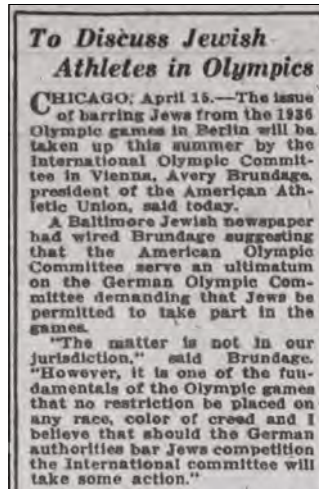 To Discuss Jewish
Athletes in Olympics
CHICAGO, April 15.—The issue
of barring Jews from the 1936
Olympic games in Berlin will be
taken up this summer by the
International Olympic Commit-
tee in Vienna, Avery Brundage,
president of the American Ath-
letic Union, said today.
A Baltimore Jewish newspaper
had wired Brundage suggesting
that the American Olympic
Committee serve an ultimatum
on the German Olympic Com-
mittee demanding that Jews be
permitted to take part in the
games.
"The matter is not in our
jurisdiction," said Brundage.
"However, it is one of the fun-
damentals of the Olympic games
that no restriction be placed on
any race, color of creed and I
believe that should the German
authorities bar Jews competition
the International committee will
take some action."